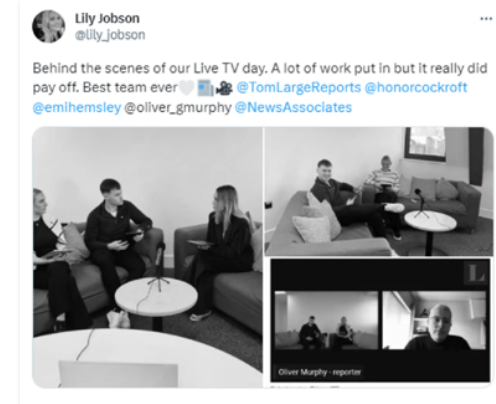 Lily Jobson
@lily_jobson
Behind the scenes of our Live TV day. A lot of work put in but it really did
pay off. Best team ever🤍📰🎥 @TomLargeReports @honorcockroft
@emihemsley @oliver_gmurphy @NewsAssociates
L
Oliver Murphy - reporter